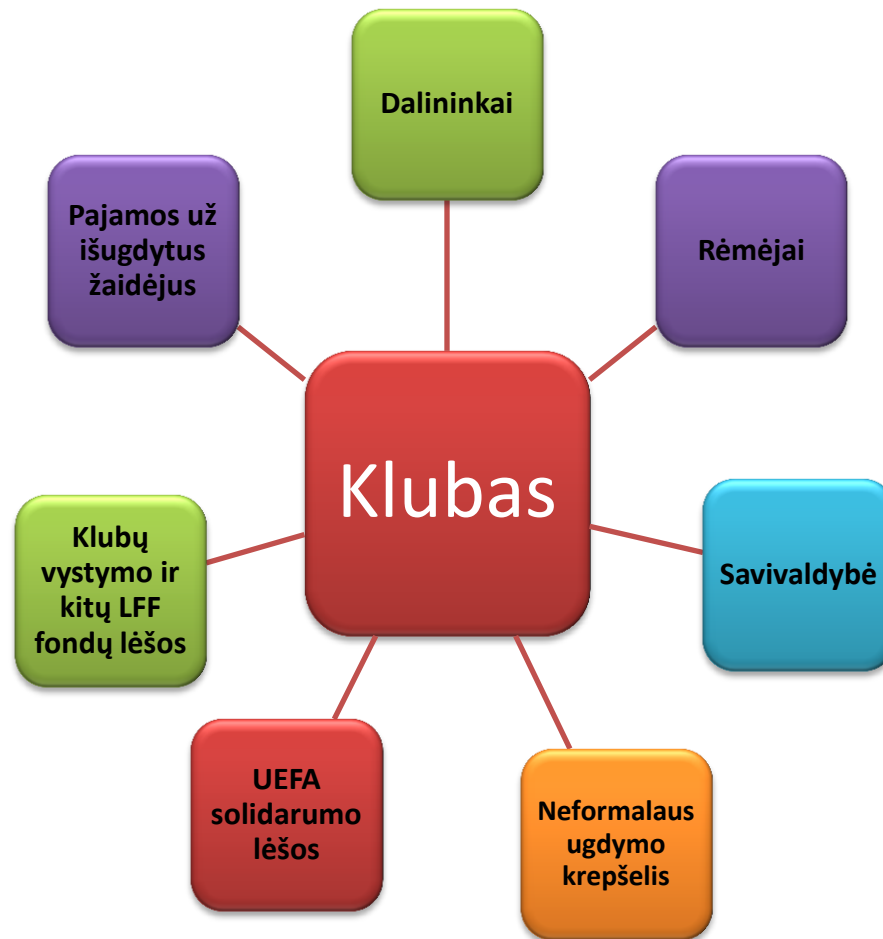 Dalininkai
Pajamos už
išugdytus
žaidėjus
Rėmėjai
Klubas
Klubų
vystymo ir
kitų LFF
fondų lėšos
Savivaldybė
UEFA
solidarumo
lėšos
Neformalaus
ugdymo
krepšelis